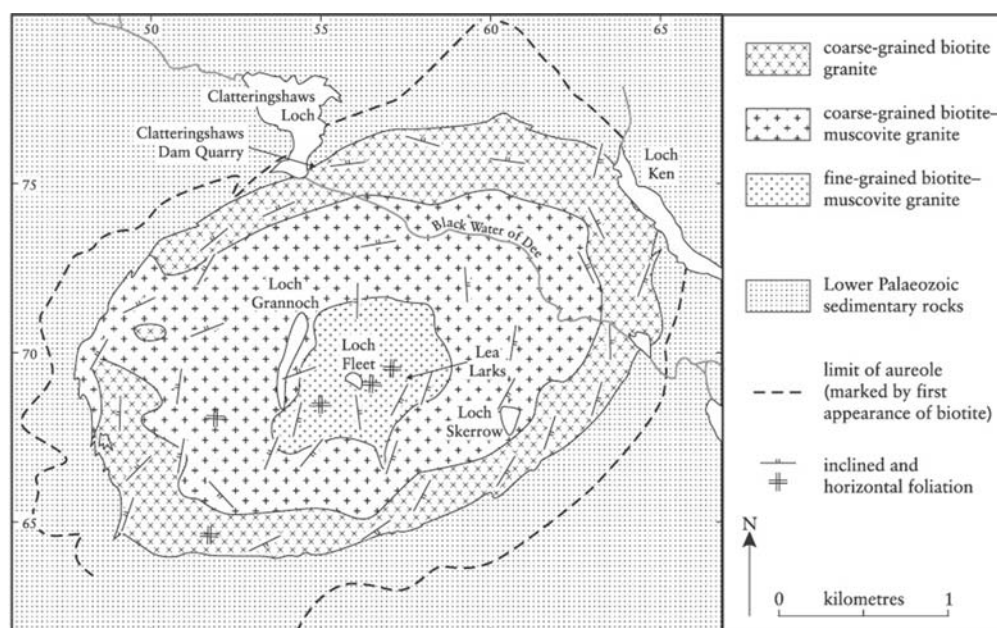 50
55
60
65
75
70
65
Clatteringshaws
Loch
Clatteringshaws
Dam Quarry
Loch
Ken
Black Water of Dee
Loch
Grannoch
Loch
Fleet
Lea
Larks
Loch
Skerrow
coarse-grained biotite
granite
coarse-grained biotite–
muscovite granite
fine-grained biotite–
muscovite granite
Lower Palaeozoic
sedimentary rocks
limit of aureole
(marked by first
appearance of biotite)
inclined and
horizontal foliation
N
0 kilometres 1